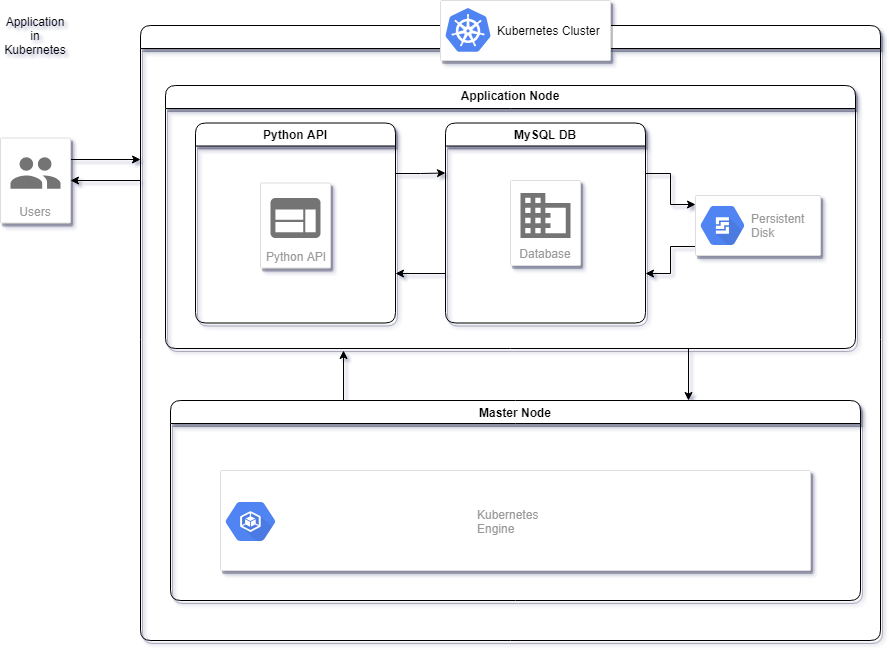 Application
in
Kubernetes
Kubernetes Cluster
Application Node
Python API
MySQL DB
Users
Python API
Database
Persistent
Disk
Master Node
Kubernetes
Engine